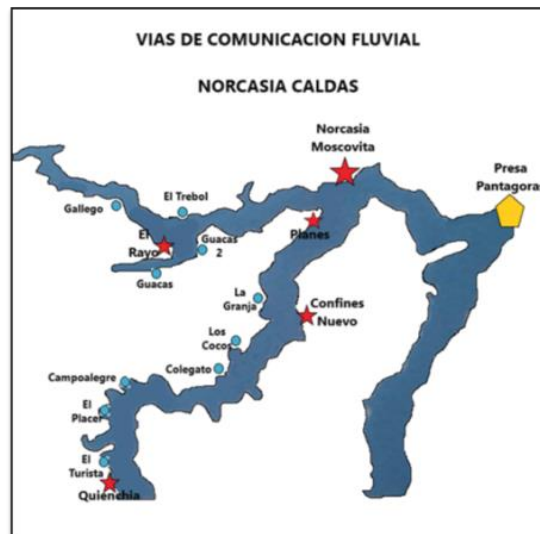 VIAS DE COMUNICACION FLUVIAL
NORCASIA CALDAS
Norcasia
Moscovita
Presa
Pantagora
El Trebol
Gallego
El
Rayo
Guacas
2
Planes
Guacas
La
Granja
Confines
Nuevo
Los
Cocos
Colegato
Campoalegre
El
Placer
El
Turista
Quienchia